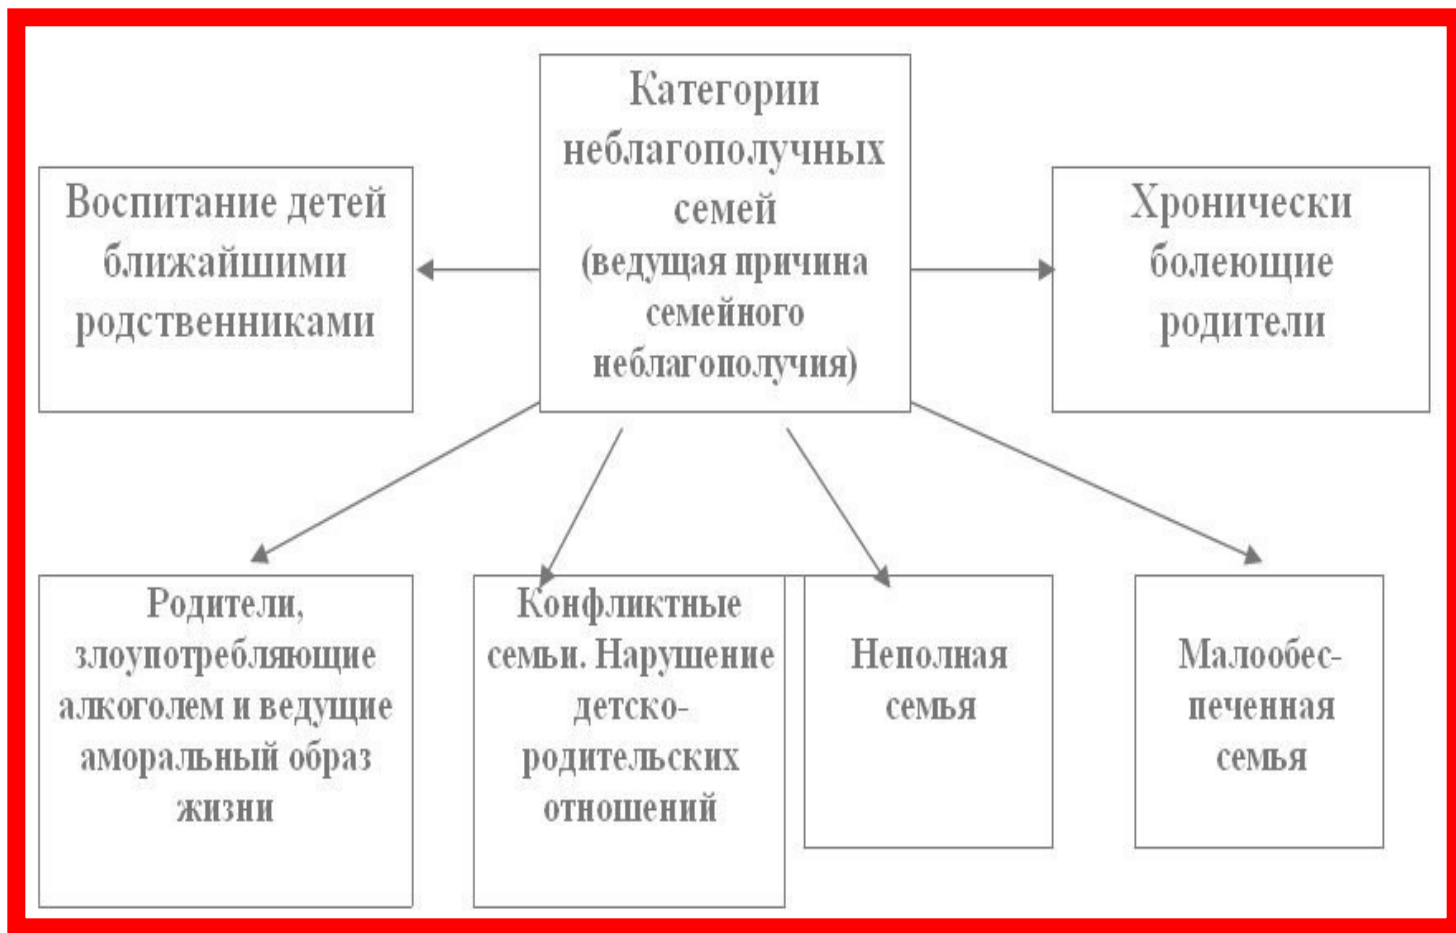 Категории
неблагополучных
семей
(ведущая причина
семейного
неблагополучия)
Воспитание детей
ближайшими
родственниками
Хронически
болеющие
родители
Родители,
злоупотребляющие
алкоголем и ведущие
аморальный образ
жизни
Конфликтные
семьи. Нарушение
детско-
родительских
отношений
Неполная
семья
Малообес-
печенная
семья